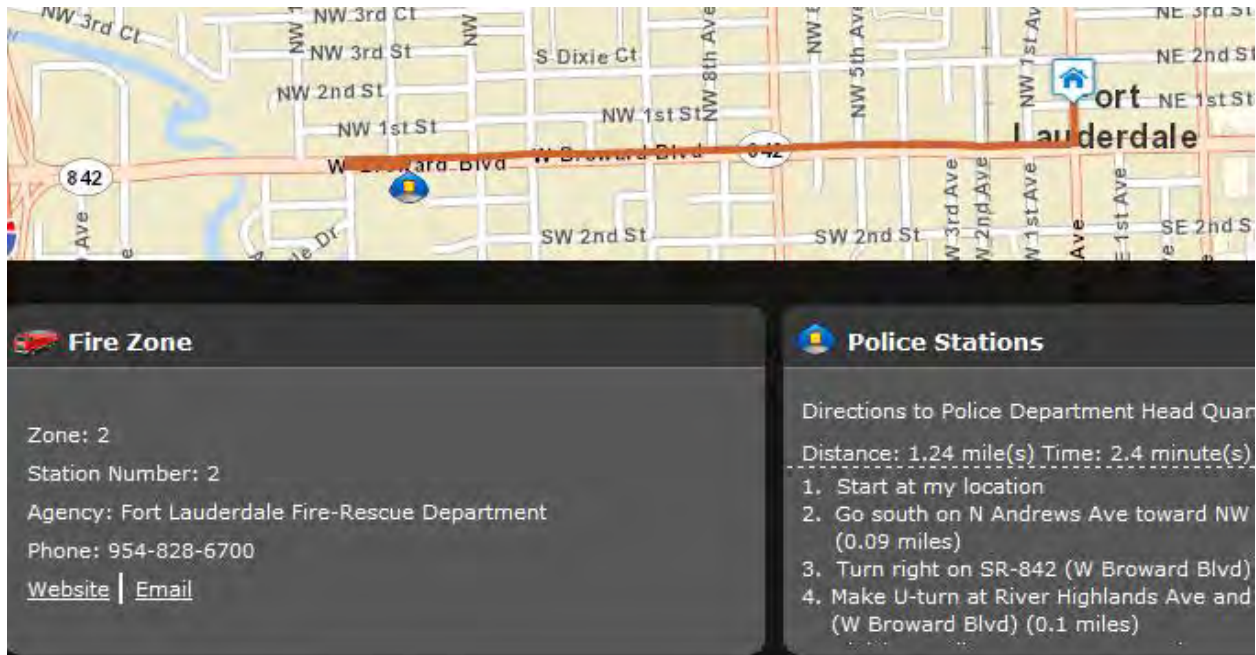 NW 3rd Ct
NW 3rd Ct
NE 3rd St
NW 3rd St
S Dixie Ct
NE 2nd St
NW 8th Ave
NW 5th Ave
NW 1st Av
NW 2nd St
NW 1st St
NW 1st St
Fort
Lauderdale
NE 1st St
W Broward Blvd
W Broward Blvd
842
842
Ave
le Dr
SW 2nd St
SW 2nd St
W 3rd Ave
W 2nd Ave
W 1st Ave
Ave
E 1st Ave
SE 2nd S
Fire Zone
Zone: 2
Station Number: 2
Agency: Fort Lauderdale Fire-Rescue Department
Phone: 954-828-6700
Website | Email
Police Stations
Directions to Police Department Head Quar
Distance: 1.24 mile(s) Time: 2.4 minute(s)
1. Start at my location
2. Go south on N Andrews Ave toward NW
(0.09 miles)
3. Turn right on SR-842 (W Broward Blvd)
4. Make U-turn at River Highlands Ave and
(W Broward Blvd) (0.1 miles)